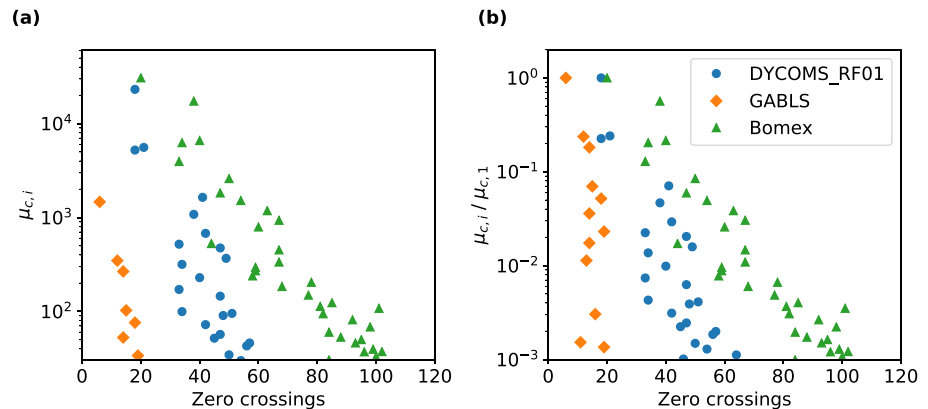 (a)
(b)
μ_{c,i}
10^4
10^3
10^2
0 20 40 60 80 100 120
Zero crossings
μ_{c,i} / μ_{c,1}
10^0
10^{-1}
10^{-2}
10^{-3}
0 20 40 60 80 100 120
Zero crossings
DYCOMS_RF01
GABLS
Bomex